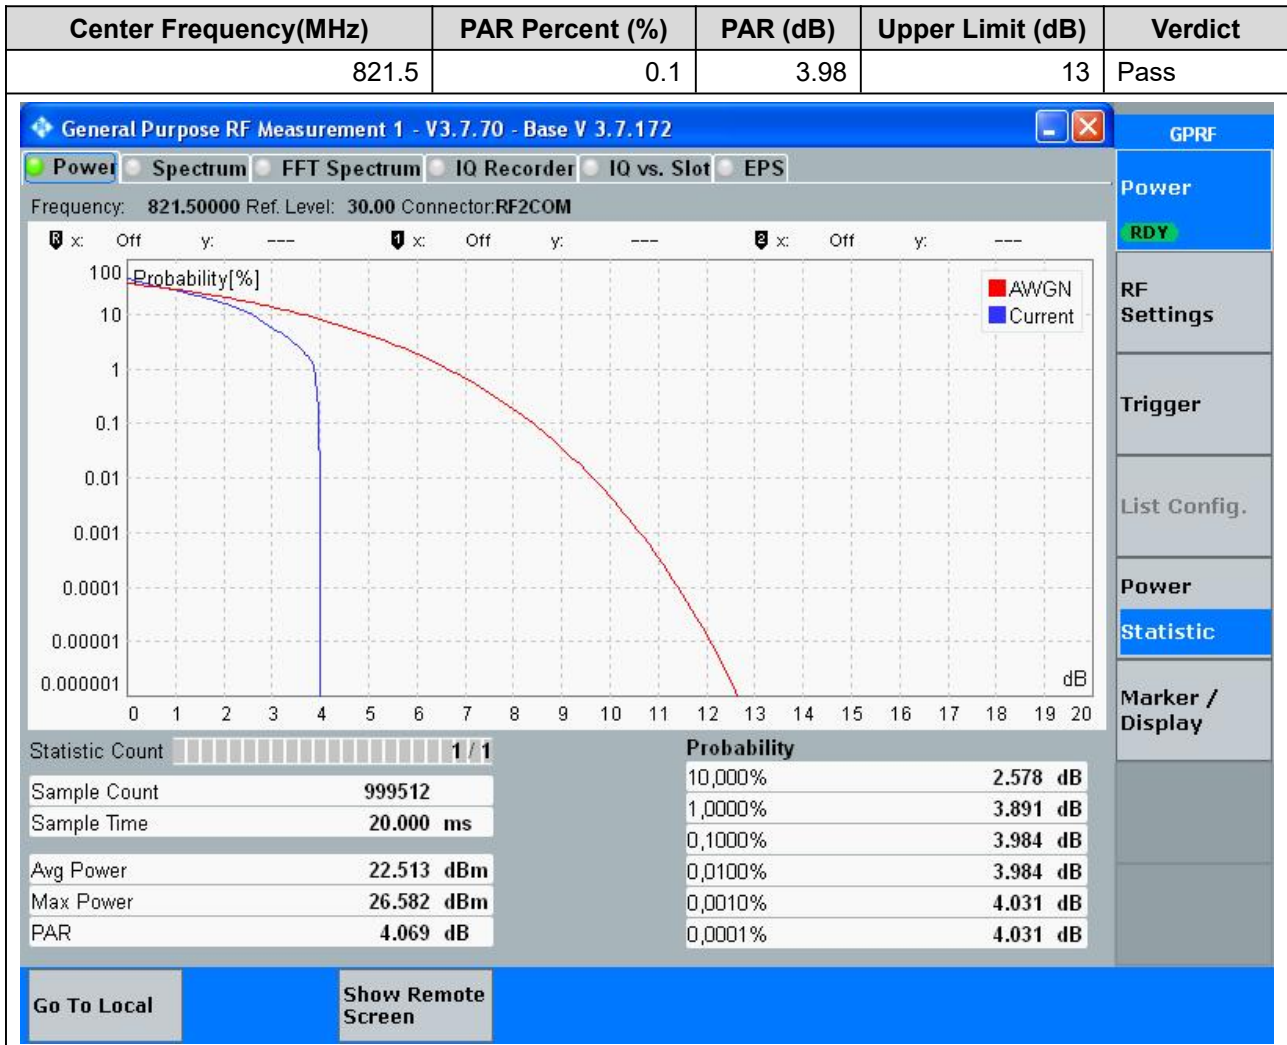 Center Frequency(MHz) PAR Percent (%) PAR (dB) Upper Limit (dB) Verdict
821.5 0.1 3.98 13 Pass
General Purpose RF Measurement 1 - V3.7.70 - Base V 3.7.172
GPRF
Power Spectrum FFT Spectrum IQ Recorder IQ vs. Slot EPS
Frequency: 821.50000 Ref. Level: 30.00 Connector:RF2COM
R x: Off y: --- 1 x: Off y: --- 2 x: Off y: ---
Probability[%]
100
10
1
0.1
0.01
0.001
0.0001
0.00001
0.000001
AWGN
Current
dB
0 1 2 3 4 5 6 7 8 9 10 11 12 13 14 15 16 17 18 19 20
Statistic Count 1 / 1
Sample Count 999512
Sample Time 20.000 ms
Avg Power 22.513 dBm
Max Power 26.582 dBm
PAR 4.069 dB
Probability
10,000% 2.578 dB
1,0000% 3.891 dB
0,1000% 3.984 dB
0,0100% 3.984 dB
0,0010% 4.031 dB
0,0001% 4.031 dB
Power
RDY
RF
Settings
Trigger
List Config.
Power
Statistic
Marker /
Display
Go To Local
Show Remote
Screen